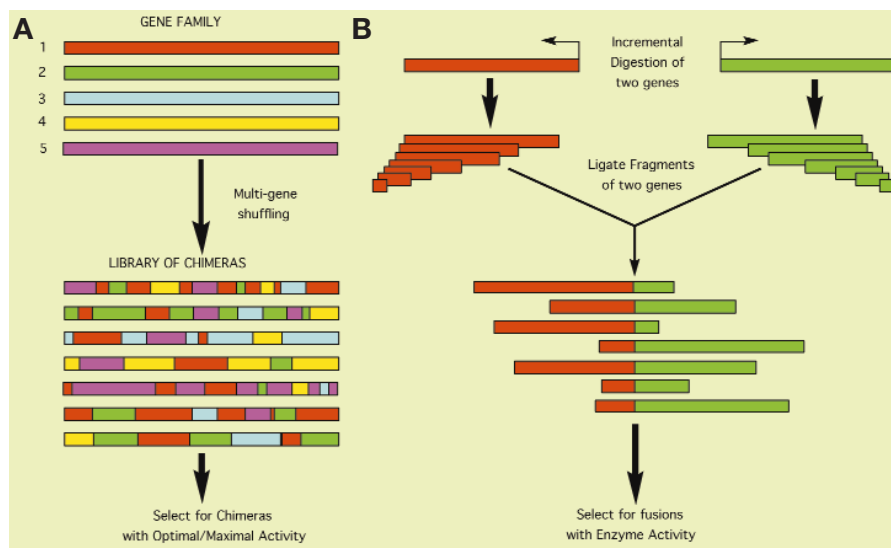 A
GENE FAMILY
1
2
3
4
5
Multi-gene
shuffling
LIBRARY OF CHIMERAS
Select for Chimeras
with Optimal/Maximal Activity
B
Incremental
Digestion of
two genes
Ligate Fragments
of two genes
Select for fusions
with Enzyme Activity